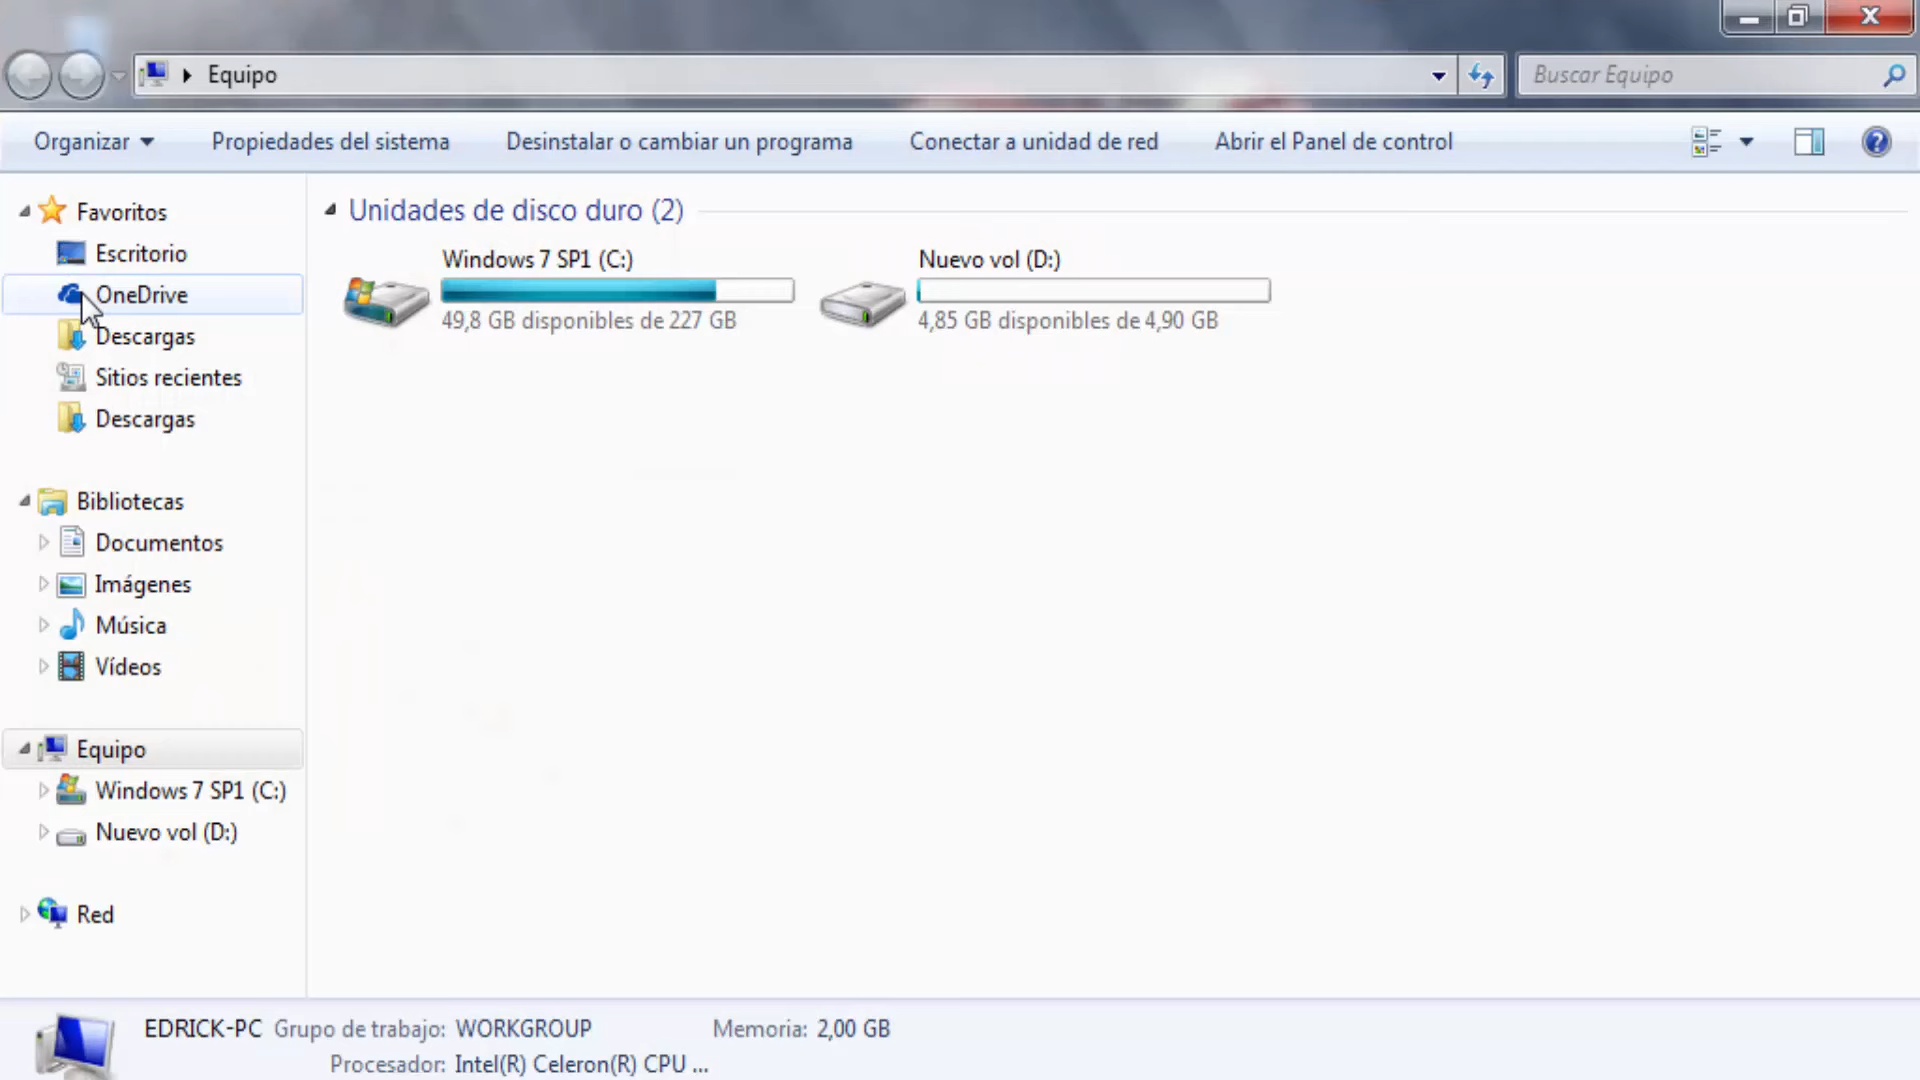 Equipo
Buscar Equipo
Organizar
Propiedades del sistema
Desinstalar o cambiar un programa
Conectar a unidad de red
Abrir el Panel de control
Favoritos
Escritorio
OneDrive
Descargas
Sitios recientes
Descargas
Bibliotecas
Documentos
Imágenes
Música
Vídeos
Equipo
Windows 7 SP1 (C:)
Nuevo vol (D:)
Red
Unidades de disco duro (2)
Windows 7 SP1 (C:)
49,8 GB disponibles de 227 GB
Nuevo vol (D:)
4,85 GB disponibles de 4,90 GB
EDRICK-PC Grupo de trabajo: WORKGROUP Memoria: 2,00 GB
Procesador: Intel(R) Celeron(R) CPU ...